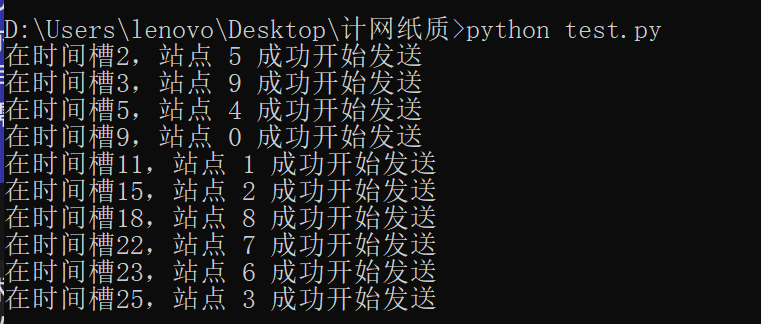 D:\Users\lenovo\Desktop\计网纸质>python test.py
在时间槽2，站点 5 成功开始发送
在时间槽3，站点 9 成功开始发送
在时间槽5，站点 4 成功开始发送
在时间槽9，站点 0 成功开始发送
在时间槽11，站点 1 成功开始发送
在时间槽15，站点 2 成功开始发送
在时间槽18，站点 8 成功开始发送
在时间槽22，站点 7 成功开始发送
在时间槽23，站点 6 成功开始发送
在时间槽25，站点 3 成功开始发送